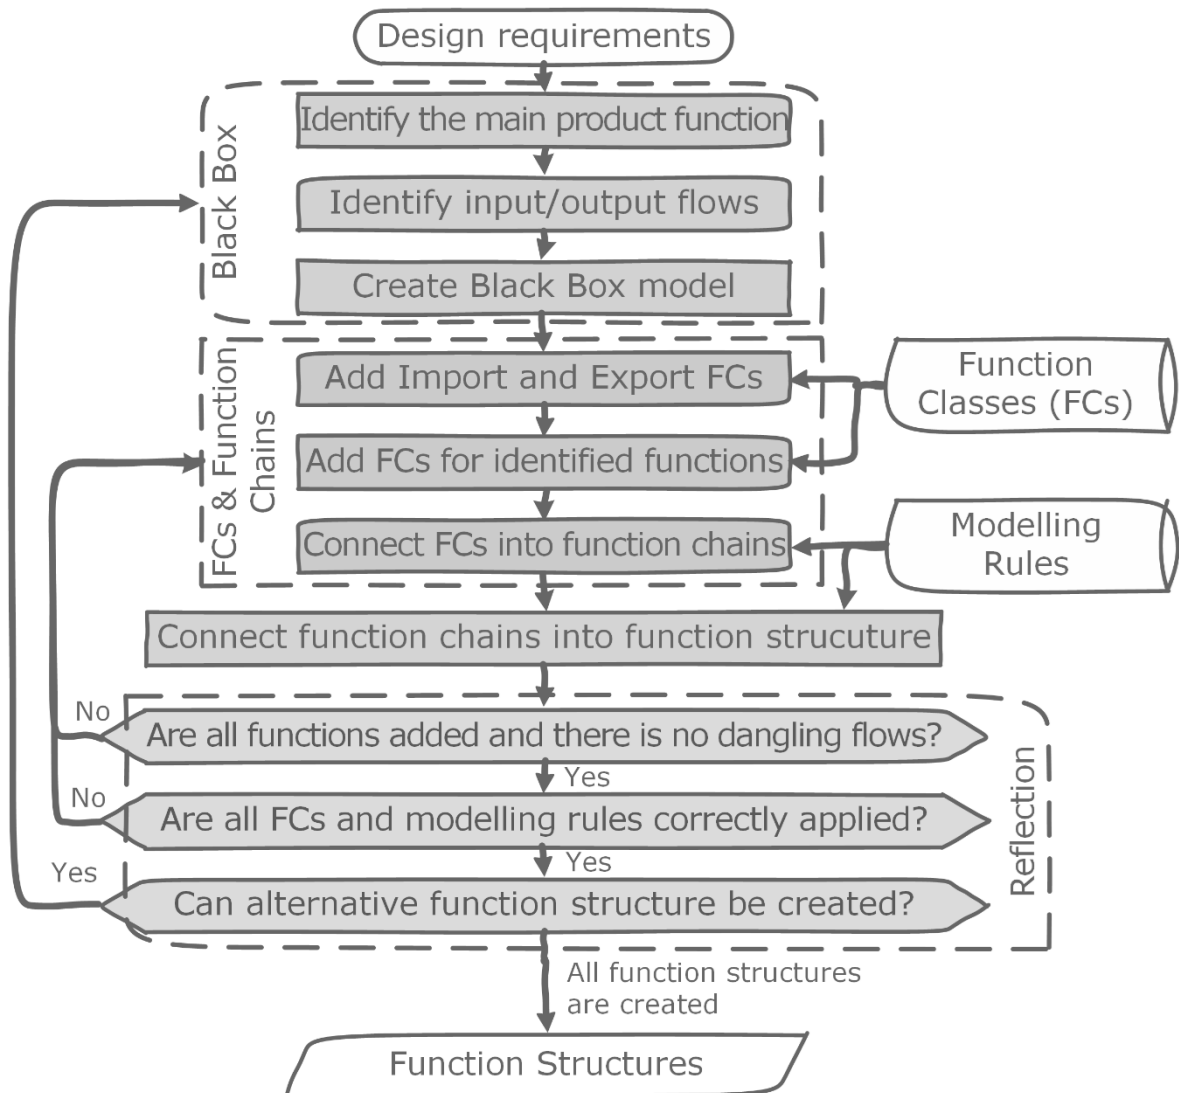 Design requirements
Black Box
Identify the main product function
Identify input/output flows
Create Black Box model
FCs & Function
Chains
Add Import and Export FCs
Add FCs for identified functions
Connect FCs into function chains
Function
Classes (FCs)
Modelling
Rules
Connect function chains into function strucuture
No
Are all functions added and there is no dangling flows?
Yes
No
Are all FCs and modelling rules correctly applied?
Yes
Yes
Can alternative function structure be created?
Reflection
All function structures
are created
Function Structures